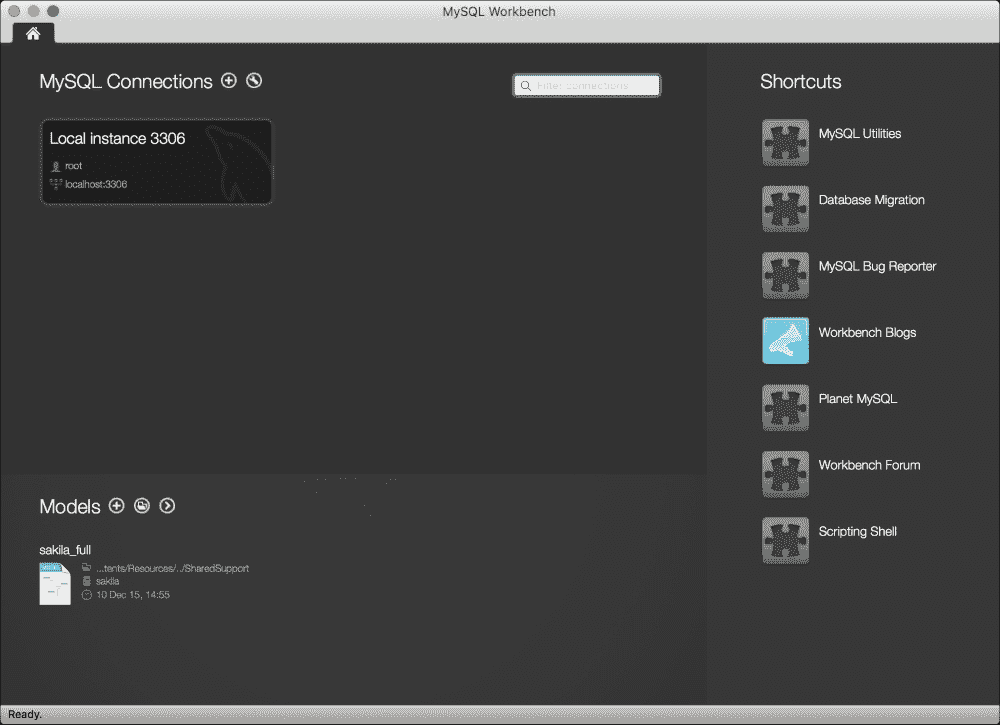 MySQL Workbench
MySQL Connections
Filter connections
Local instance 3306
root
localhost:3306
Shortcuts
MySQL Utilities
Database Migration
MySQL Bug Reporter
Workbench Blogs
Planet MySQL
Workbench Forum
Scripting Shell
Models
sakila_full
...tents/Resources/../SharedSupport
sakila
10 Dec 15, 14:55
Ready.